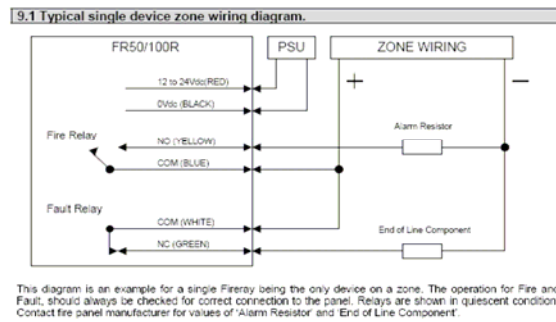 9.1 Typical single device zone wiring diagram.
FR50/100R
PSU
ZONE WIRING
12 to 24Vdc(RED)
+
−
0Vdc (BLACK)
Alarm Resistor
Fire Relay
NO (YELLOW)
COM (BLUE)
Fault Relay
COM (WHITE)
End of Line Component
NC (GREEN)
This diagram is an example for a single Fireray being the only device on a zone. The operation for Fire and
Fault, should always be checked for correct connection to the panel. Relays are shown in quiescent condition
Contact fire panel manufacturer for values of 'Alarm Resistor' and 'End of Line Component'.